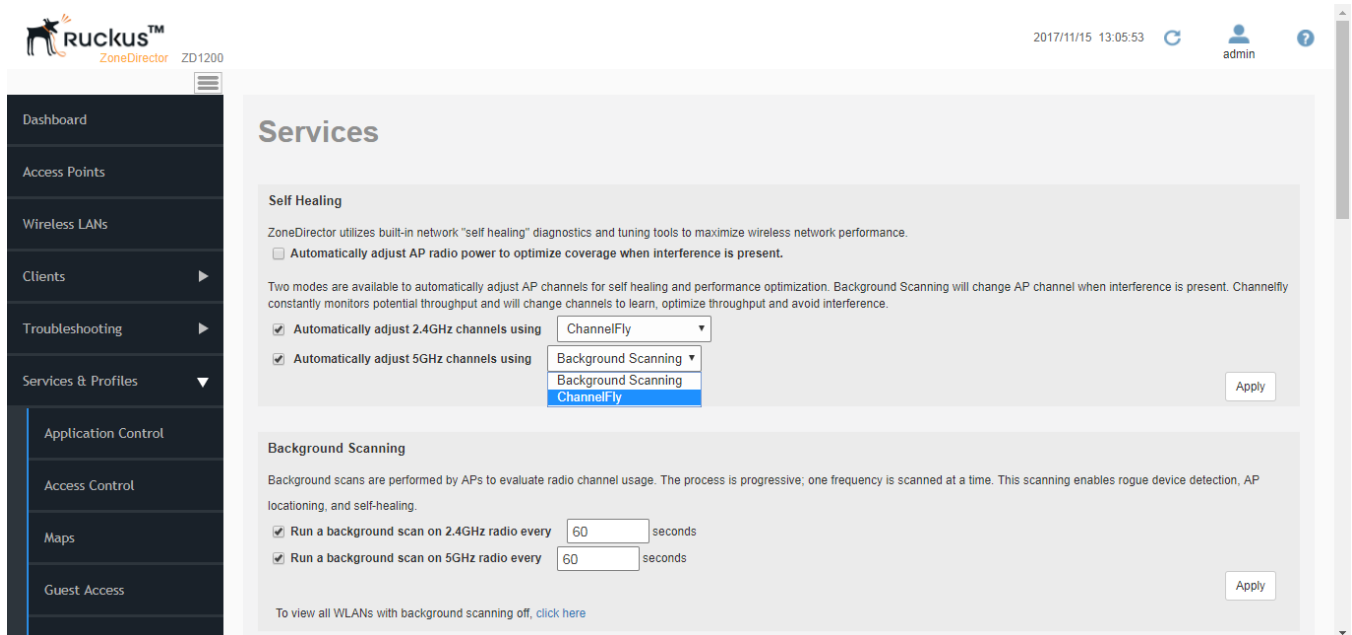 Ruckus™
ZoneDirector ZD1200
2017/11/15 13:05:53
admin
Dashboard
Access Points
Wireless LANs
Clients
Troubleshooting
Services & Profiles
Application Control
Access Control
Maps
Guest Access
Services
Self Healing
ZoneDirector utilizes built-in network "self healing" diagnostics and tuning tools to maximize wireless network performance.
Automatically adjust AP radio power to optimize coverage when interference is present.
Two modes are available to automatically adjust AP channels for self healing and performance optimization. Background Scanning will change AP channel when interference is present. Channelfly
constantly monitors potential throughput and will change channels to learn, optimize throughput and avoid interference.
Automatically adjust 2.4GHz channels using ChannelFly
Automatically adjust 5GHz channels using Background Scanning
Background Scanning
ChannelFly
Apply
Background Scanning
Background scans are performed by APs to evaluate radio channel usage. The process is progressive; one frequency is scanned at a time. This scanning enables rogue device detection, AP
locationing, and self-healing.
Run a background scan on 2.4GHz radio every 60 seconds
Run a background scan on 5GHz radio every 60 seconds
Apply
To view all WLANs with background scanning off, click here